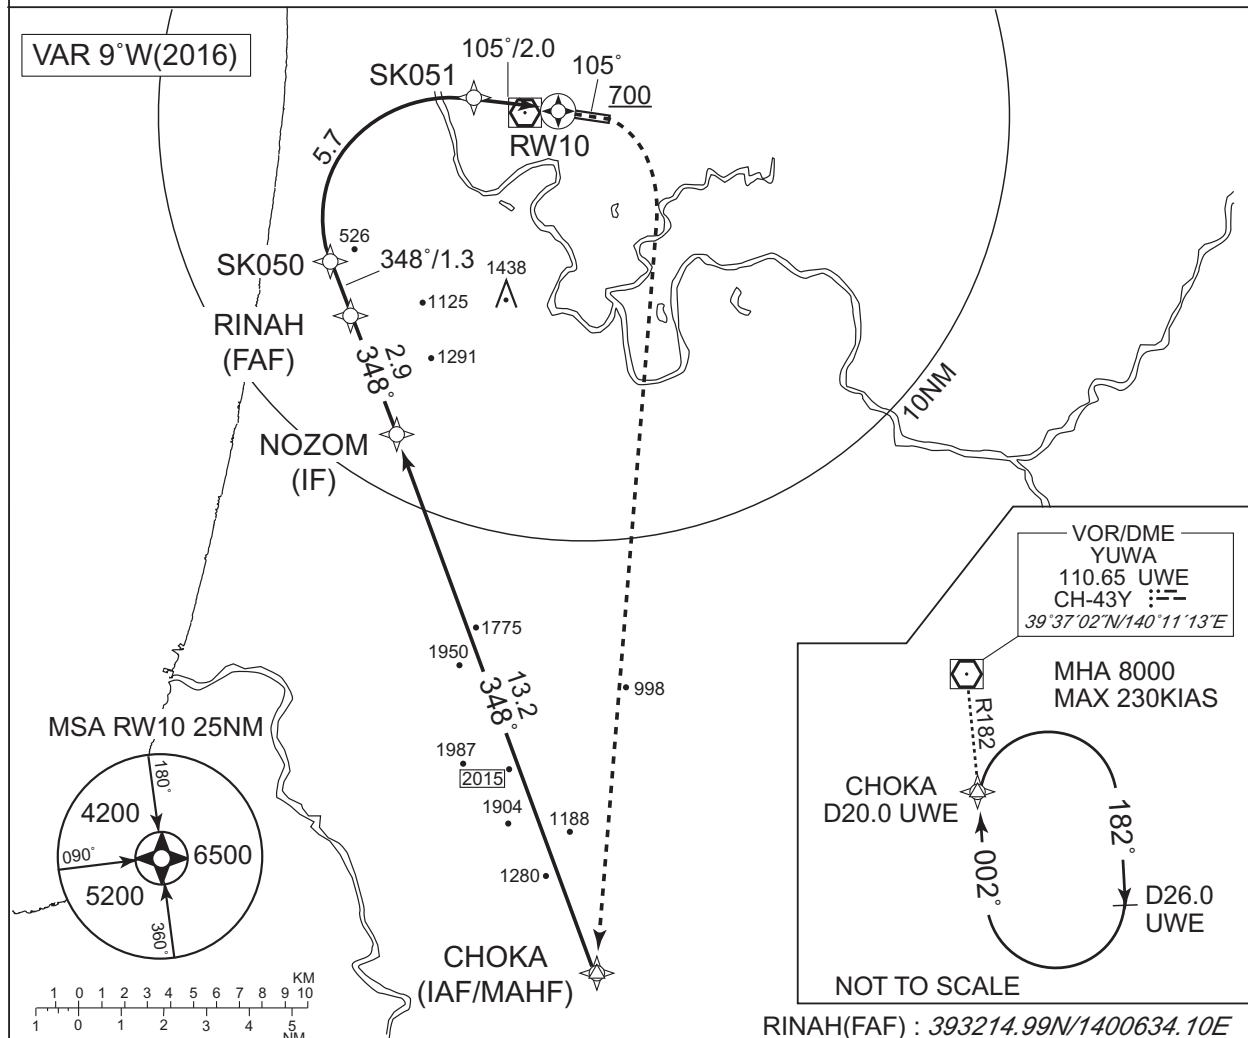 VAR 9°W(2016)
105°/2.0
SK051
105°
700
RW10
5.7
526
SK050
348°/1.3
1438
1125
RINAH
(FAF)
2.9
348°
1291
10NM
NOZOM
(IF)
VOR/DME
YUWA
110.65 UWE
CH-43Y
39°37´02˝N/140°11´13˝E
1775
1950
13.2
348°
998
MHA 8000
MAX 230KIAS
R182
MSA RW10 25NM
180°
4200
090°
6500
5200
360°
1987
2015
1904
1188
1280
CHOKA
D20.0 UWE
182°
002°
D26.0
UWE
CHOKA
(IAF/MAHF)
NOT TO SCALE
KM
1 0 1 2 3 4 5 6 7 8 9 10
1 0 1 2 3 4 5
NM
RINAH(FAF) : 393214.99N/1400634.10E